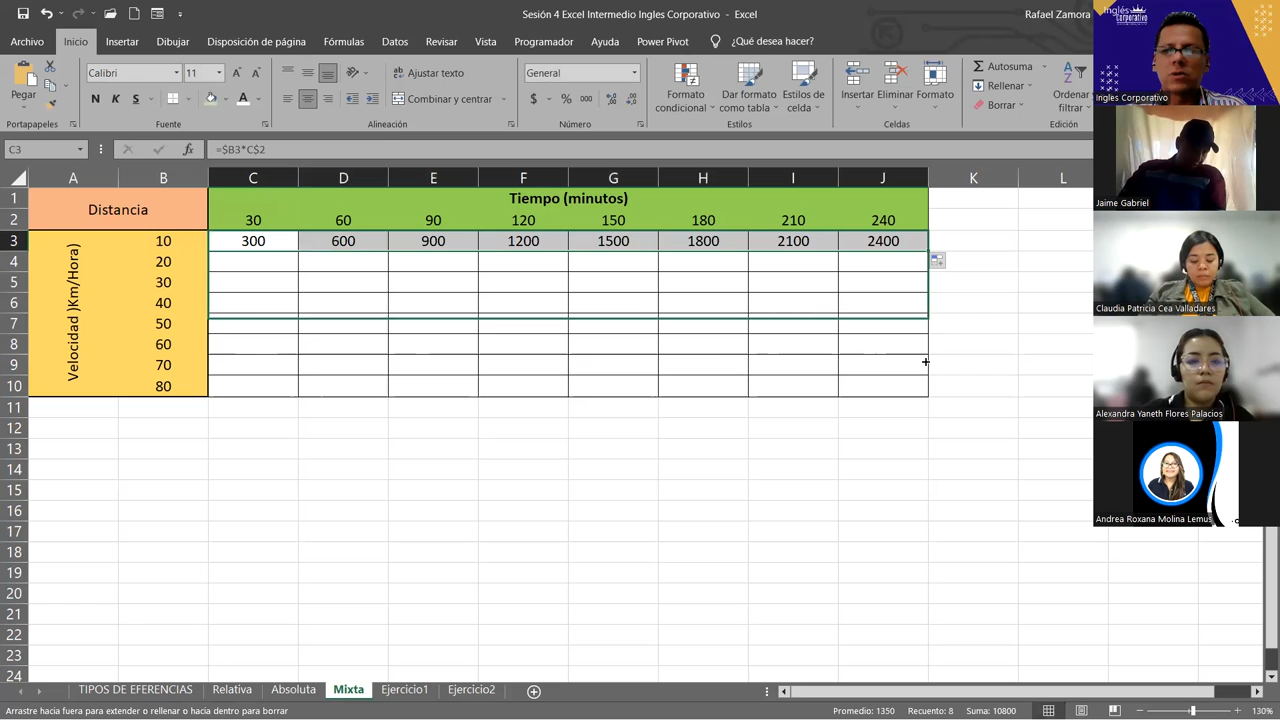 Sesión 4 Excel Intermedio Ingles Corporativo - Excel
Rafael Zamora
Archivo Inicio Insertar Dibujar Disposición de página Fórmulas Datos Revisar Vista Programador Ayuda Power Pivot ¿Qué desea hacer?
Pegar
Calibri 11
N K S
Ajustar texto
Combinar y centrar
General
$ % 000
Formato condicional
Dar formato como tabla
Estilos de celda
Insertar Eliminar Formato
Autosuma
Rellenar
Borrar
Ordenar filtrar
Portapapeles Fuente Alineación Número Estilos Celdas Edición
C3 fx =$B3*C$2
A B C D E F G H I J K L
1 Distancia Tiempo (minutos)
2 30 60 90 120 150 180 210 240
Velocidad )Km/Hora)
3 10 300 600 900 1200 1500 1800 2100 2400
4 20
5 30
6 40
7 50
8 60
9 70
10 80
11
12
13
14
15
16
17
18
19
20
21
22
23
24
TIPOS DE EFERENCIAS Relativa Absoluta Mixta Ejercicio1 Ejercicio2
Arrastre hacia fuera para extender o rellenar o hacia dentro para borrar
Promedio: 1350 Recuento: 8 Suma: 10800 130%
Inglés Corporativo
Ingles Corporativo
Jaime Gabriel
Claudia Patricia Cea Valladares
Alexandra Yaneth Flores Palacios
Andrea Roxana Molina Lemus